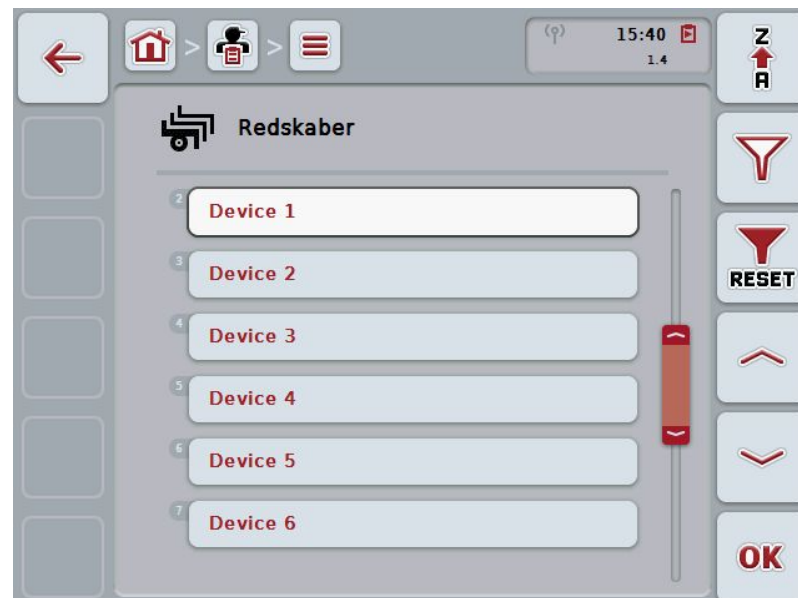 15:40
1.4
Z
A
Redskaber
2
Device 1
3
Device 2
RESET
4
Device 3
5
Device 4
6
Device 5
7
Device 6
OK